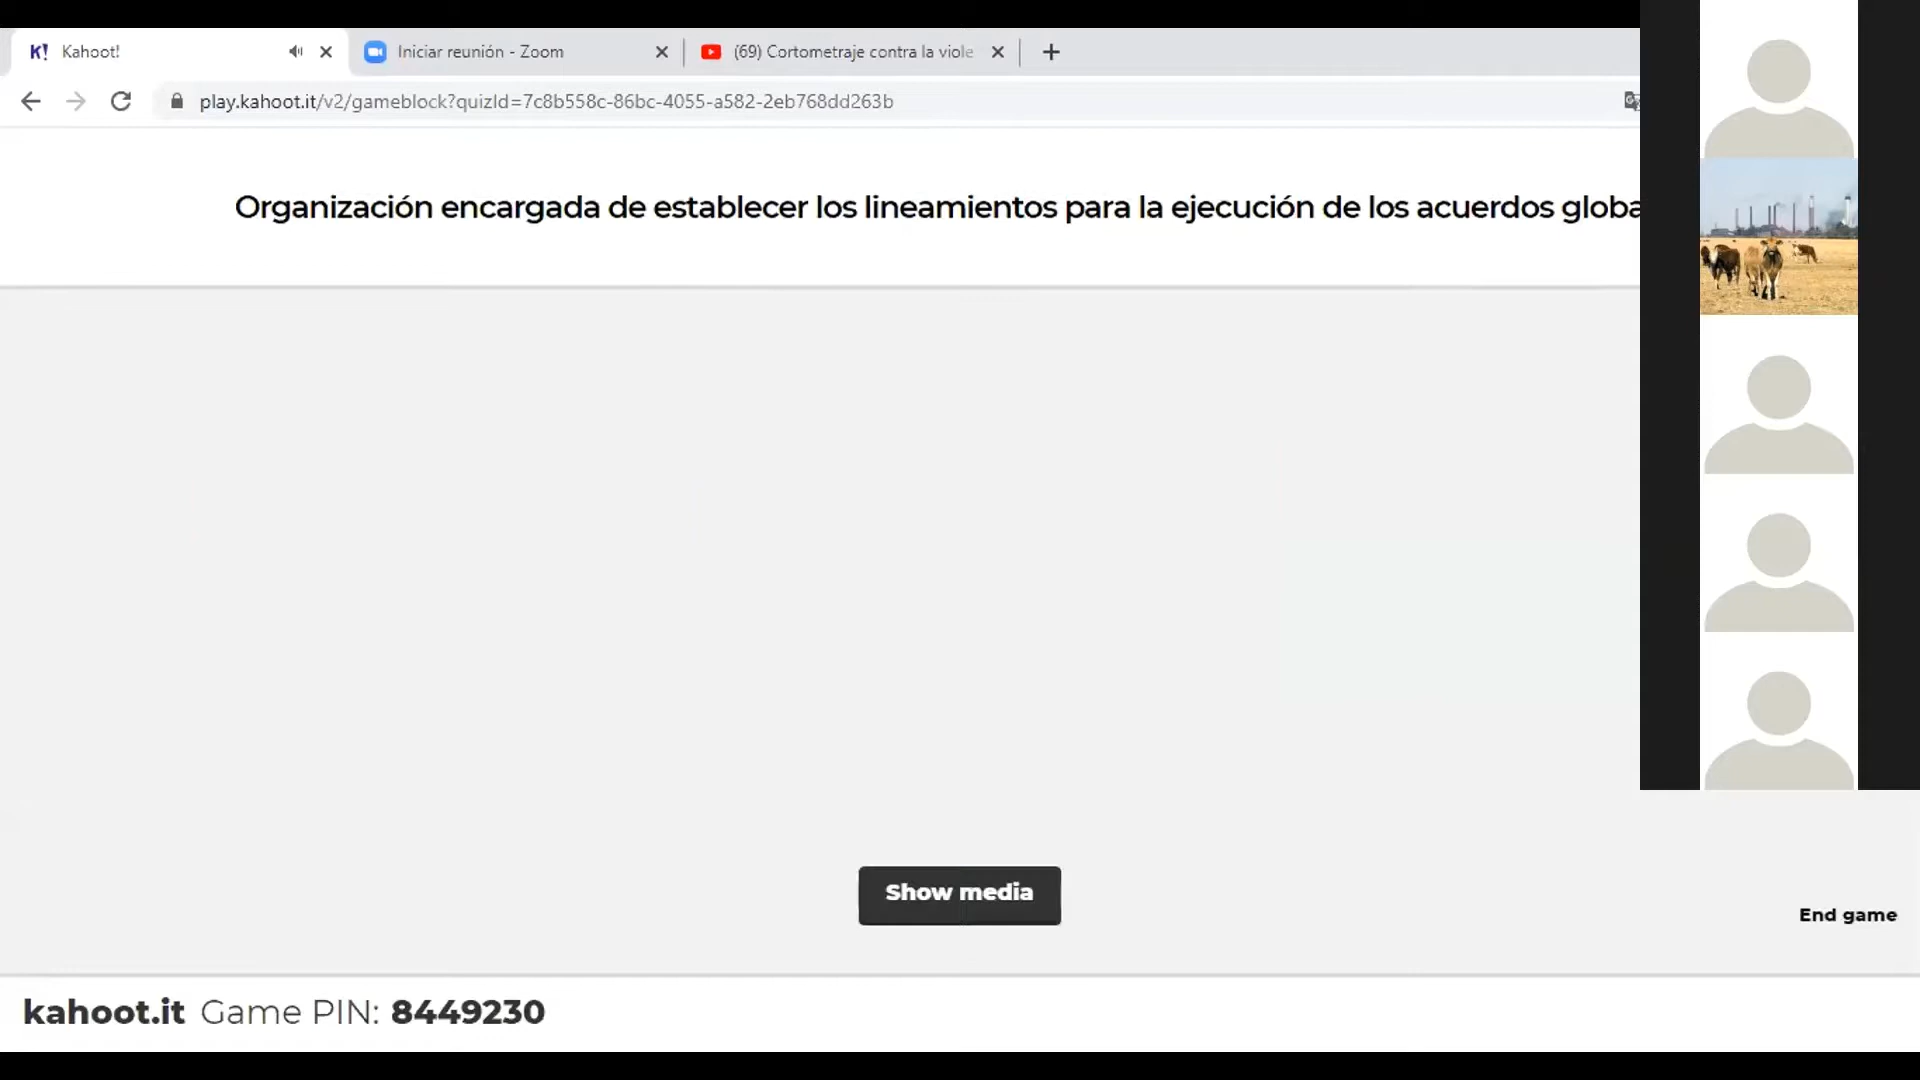 K! Kahoot!
Iniciar reunión - Zoom
(69) Cortometraje contra la viole
play.kahoot.it/v2/gameblock?quizId=7c8b558c-86bc-4055-a582-2eb768dd263b
Organización encargada de establecer los lineamientos para la ejecución de los acuerdos globa
Show media
End game
kahoot.it Game PIN: 8449230